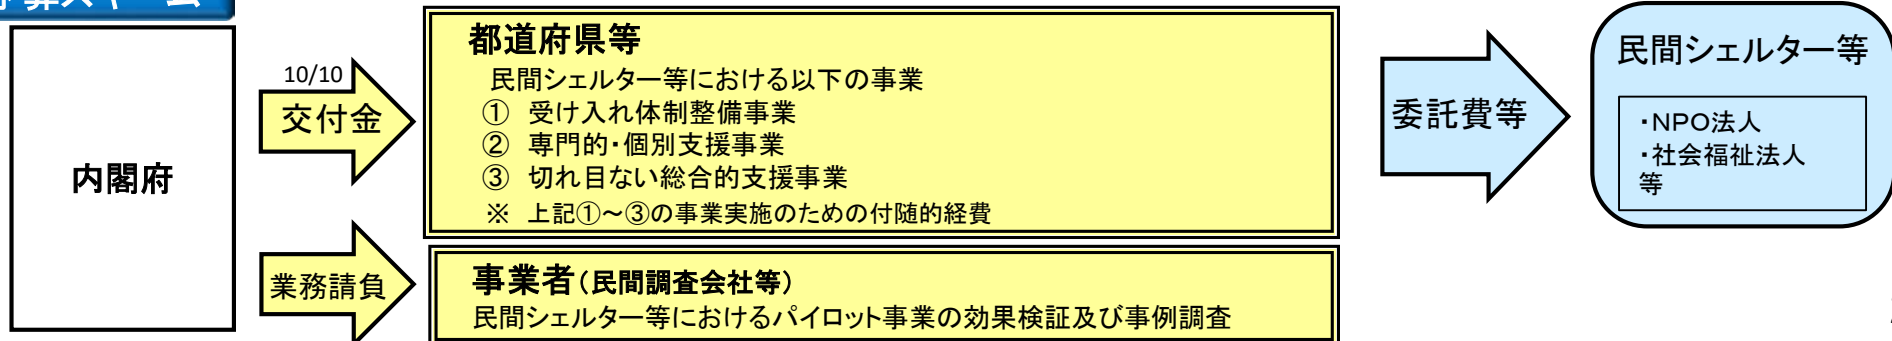 予算スキーム
内閣府
10/10
交付金
業務請負
都道府県等
民間シェルター等における以下の事業
① 受け入れ体制整備事業
② 専門的・個別支援事業
③ 切れ目ない総合的支援事業
※ 上記①～③の事業実施のための付随的経費
事業者（民間調査会社等）
民間シェルター等におけるパイロット事業の効果検証及び事例調査
委託費等
民間シェルター等
・NPO法人
・社会福祉法人
等